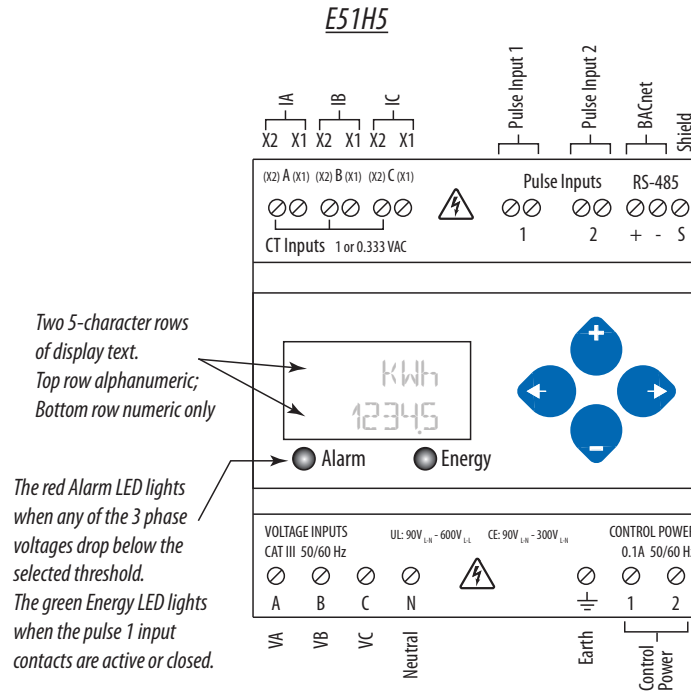 E51H5
IA
IB
IC
Pulse Input 1
Pulse Input 2
BACnet
Shield
X2 X1 X2 X1 X2 X1
(X2) A (X1) (X2) B (X1) (X2) C (X1)
Pulse Inputs
RS-485
1
2
+ - S
CT Inputs 1 or 0.333 VAC
Two 5-character rows
of display text.
Top row alphanumeric;
Bottom row numeric only
KWh
1234.5
+
-
Alarm
Energy
The red Alarm LED lights
when any of the 3 phase
voltages drop below the
selected threshold.
The green Energy LED lights
when the pulse 1 input
contacts are active or closed.
VOLTAGE INPUTS
CAT III 50/60 Hz
UL: 90V L-N - 600V L-L
CE: 90V L-N - 300V L-N
CONTROL POWER
0.1A 50/60 Hz
A B C N
1 2
VA
VB
VC
Neutral
Earth
Control
Power